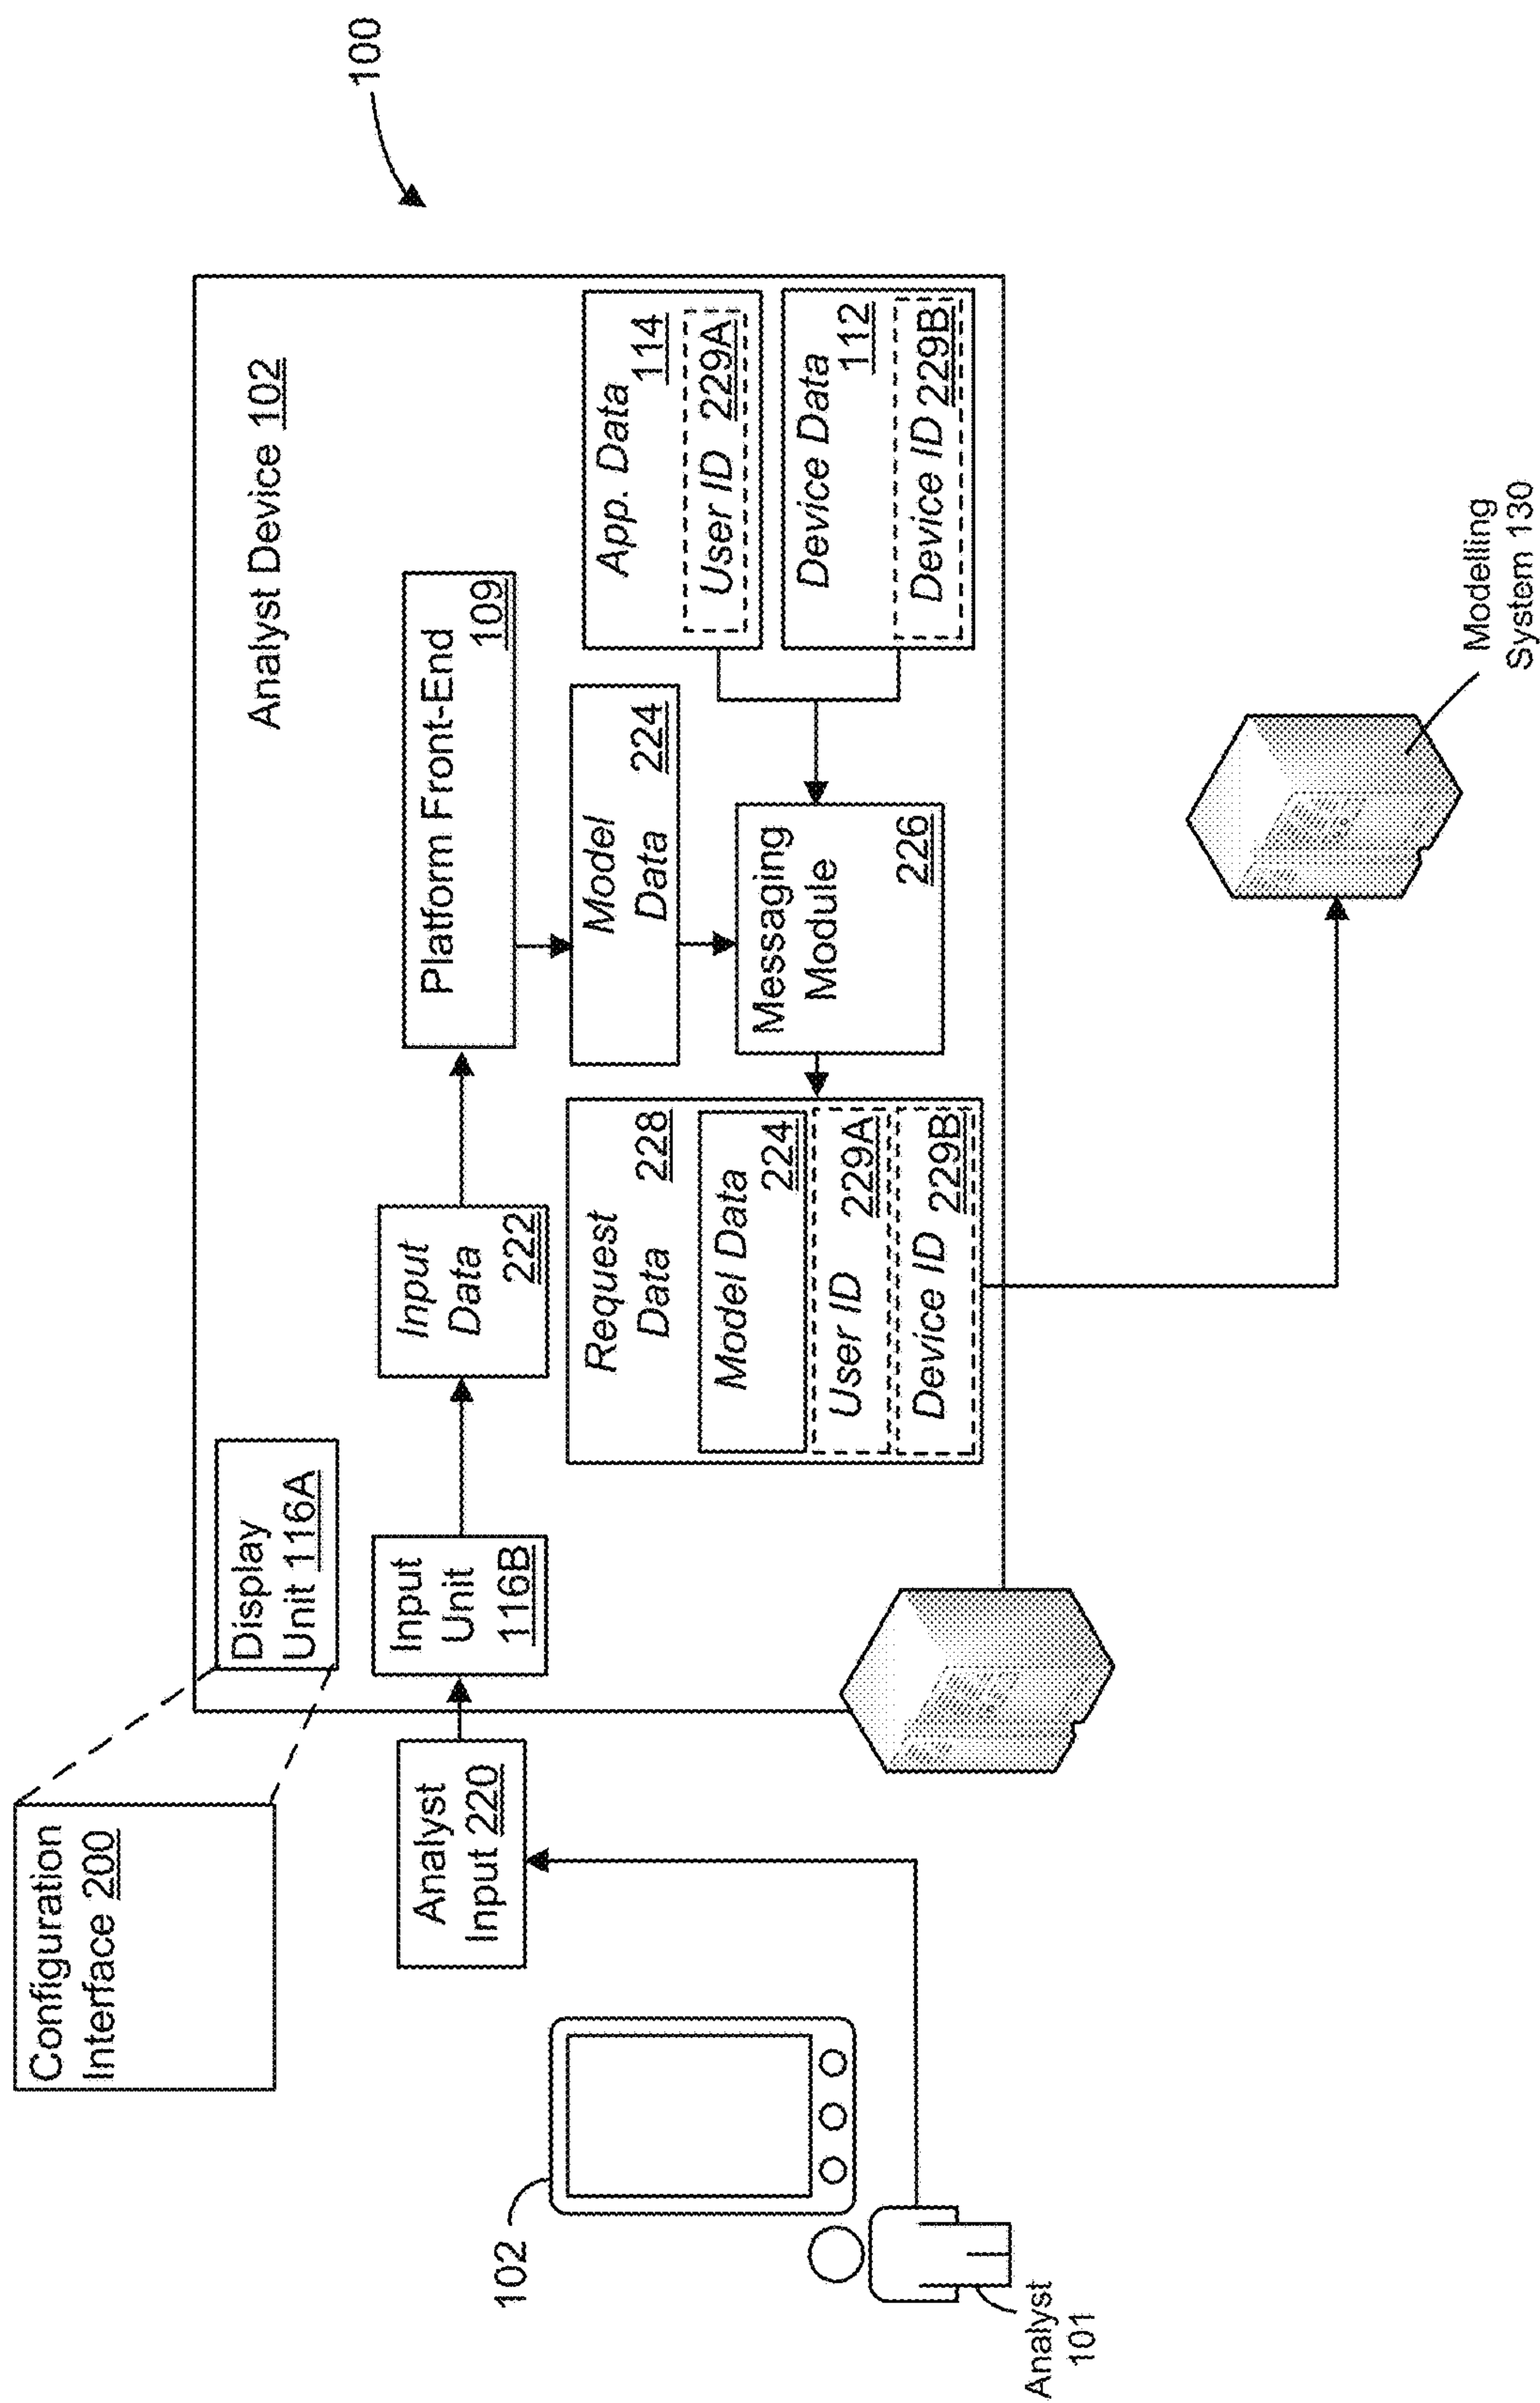 100
Configuration
Interface 200
Display
Unit 116A
Analyst Device 102
Analyst
Input 220
Input
Unit
116B
Input
Data
222
Platform Front-End
109
Model
Data
224
App. Data
114
User ID 229A
Device Data
112
Device ID 229B
Messaging
Module
226
Request
Data
228
Model Data
224
User ID
229A
Device ID 229B
102
Analyst
101
Modelling
System 130